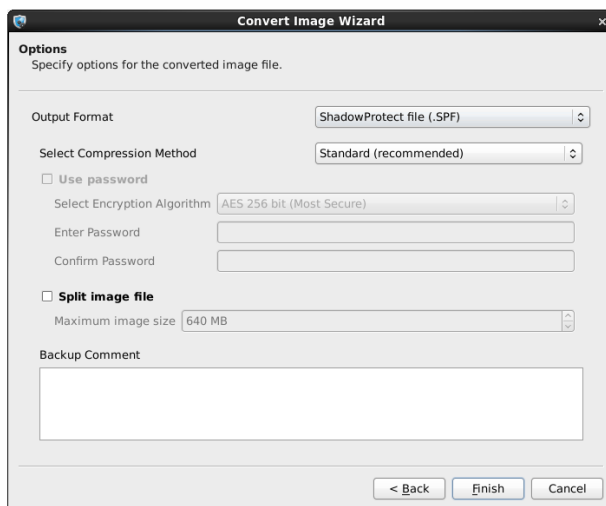 Convert Image Wizard
Options
Specify options for the converted image file.
Output Format ShadowProtect file (.SPF)
Select Compression Method Standard (recommended)
Use password
Select Encryption Algorithm AES 256 bit (Most Secure)
Enter Password
Confirm Password
Split image file
Maximum image size 640 MB
Backup Comment
< Back Finish Cancel